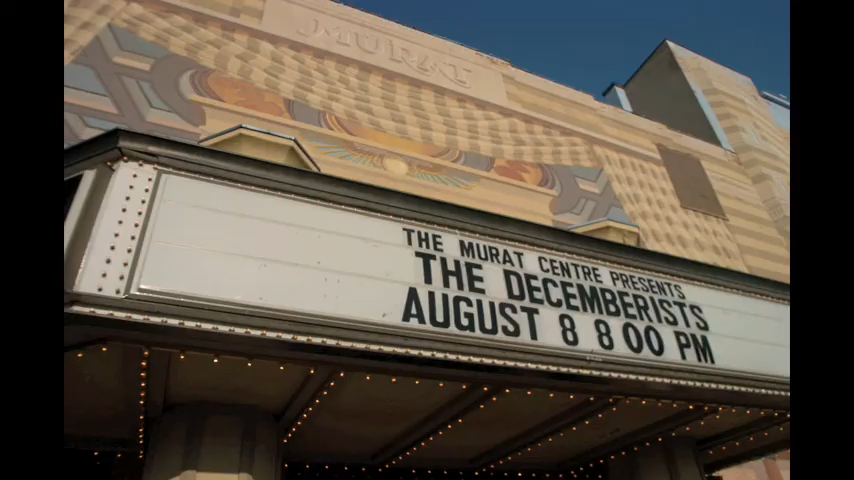 MURAT
THE MURAT CENTRE PRESENTS
THE DECEMBERISTS
AUGUST 8 8 00 PM